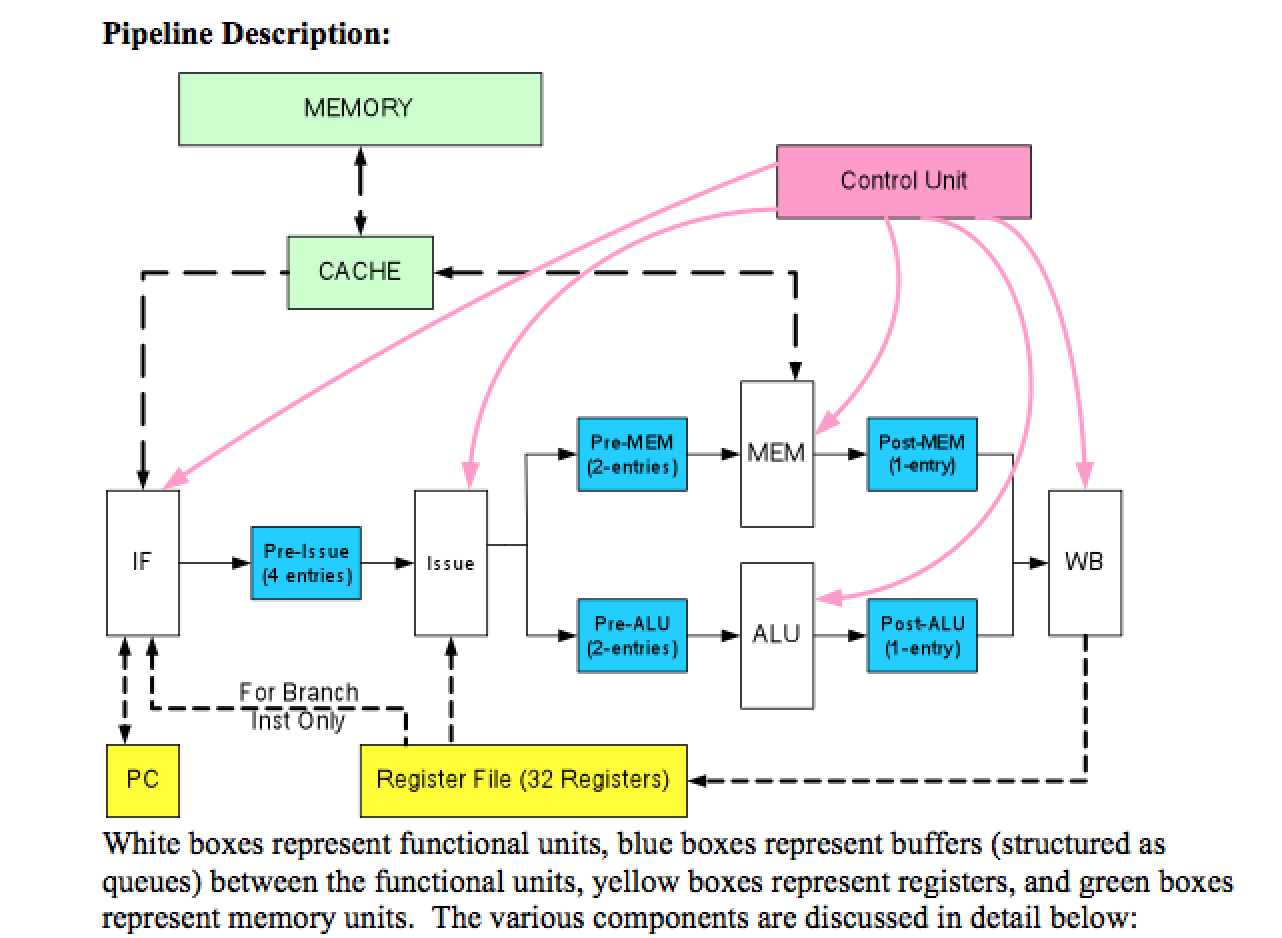 Pipeline Description:
MEMORY
Control Unit
CACHE
Pre-MEM
(2-entries)
MEM
Post-MEM
(1-entry)
IF
Pre-Issue
(4 entries)
Issue
WB
Pre-ALU
(2-entries)
ALU
Post-ALU
(1-entry)
For Branch
Inst Only
PC
Register File (32 Registers)
White boxes represent functional units, blue boxes represent buffers (structured as
queues) between the functional units, yellow boxes represent registers, and green boxes
represent memory units.  The various components are discussed in detail below: